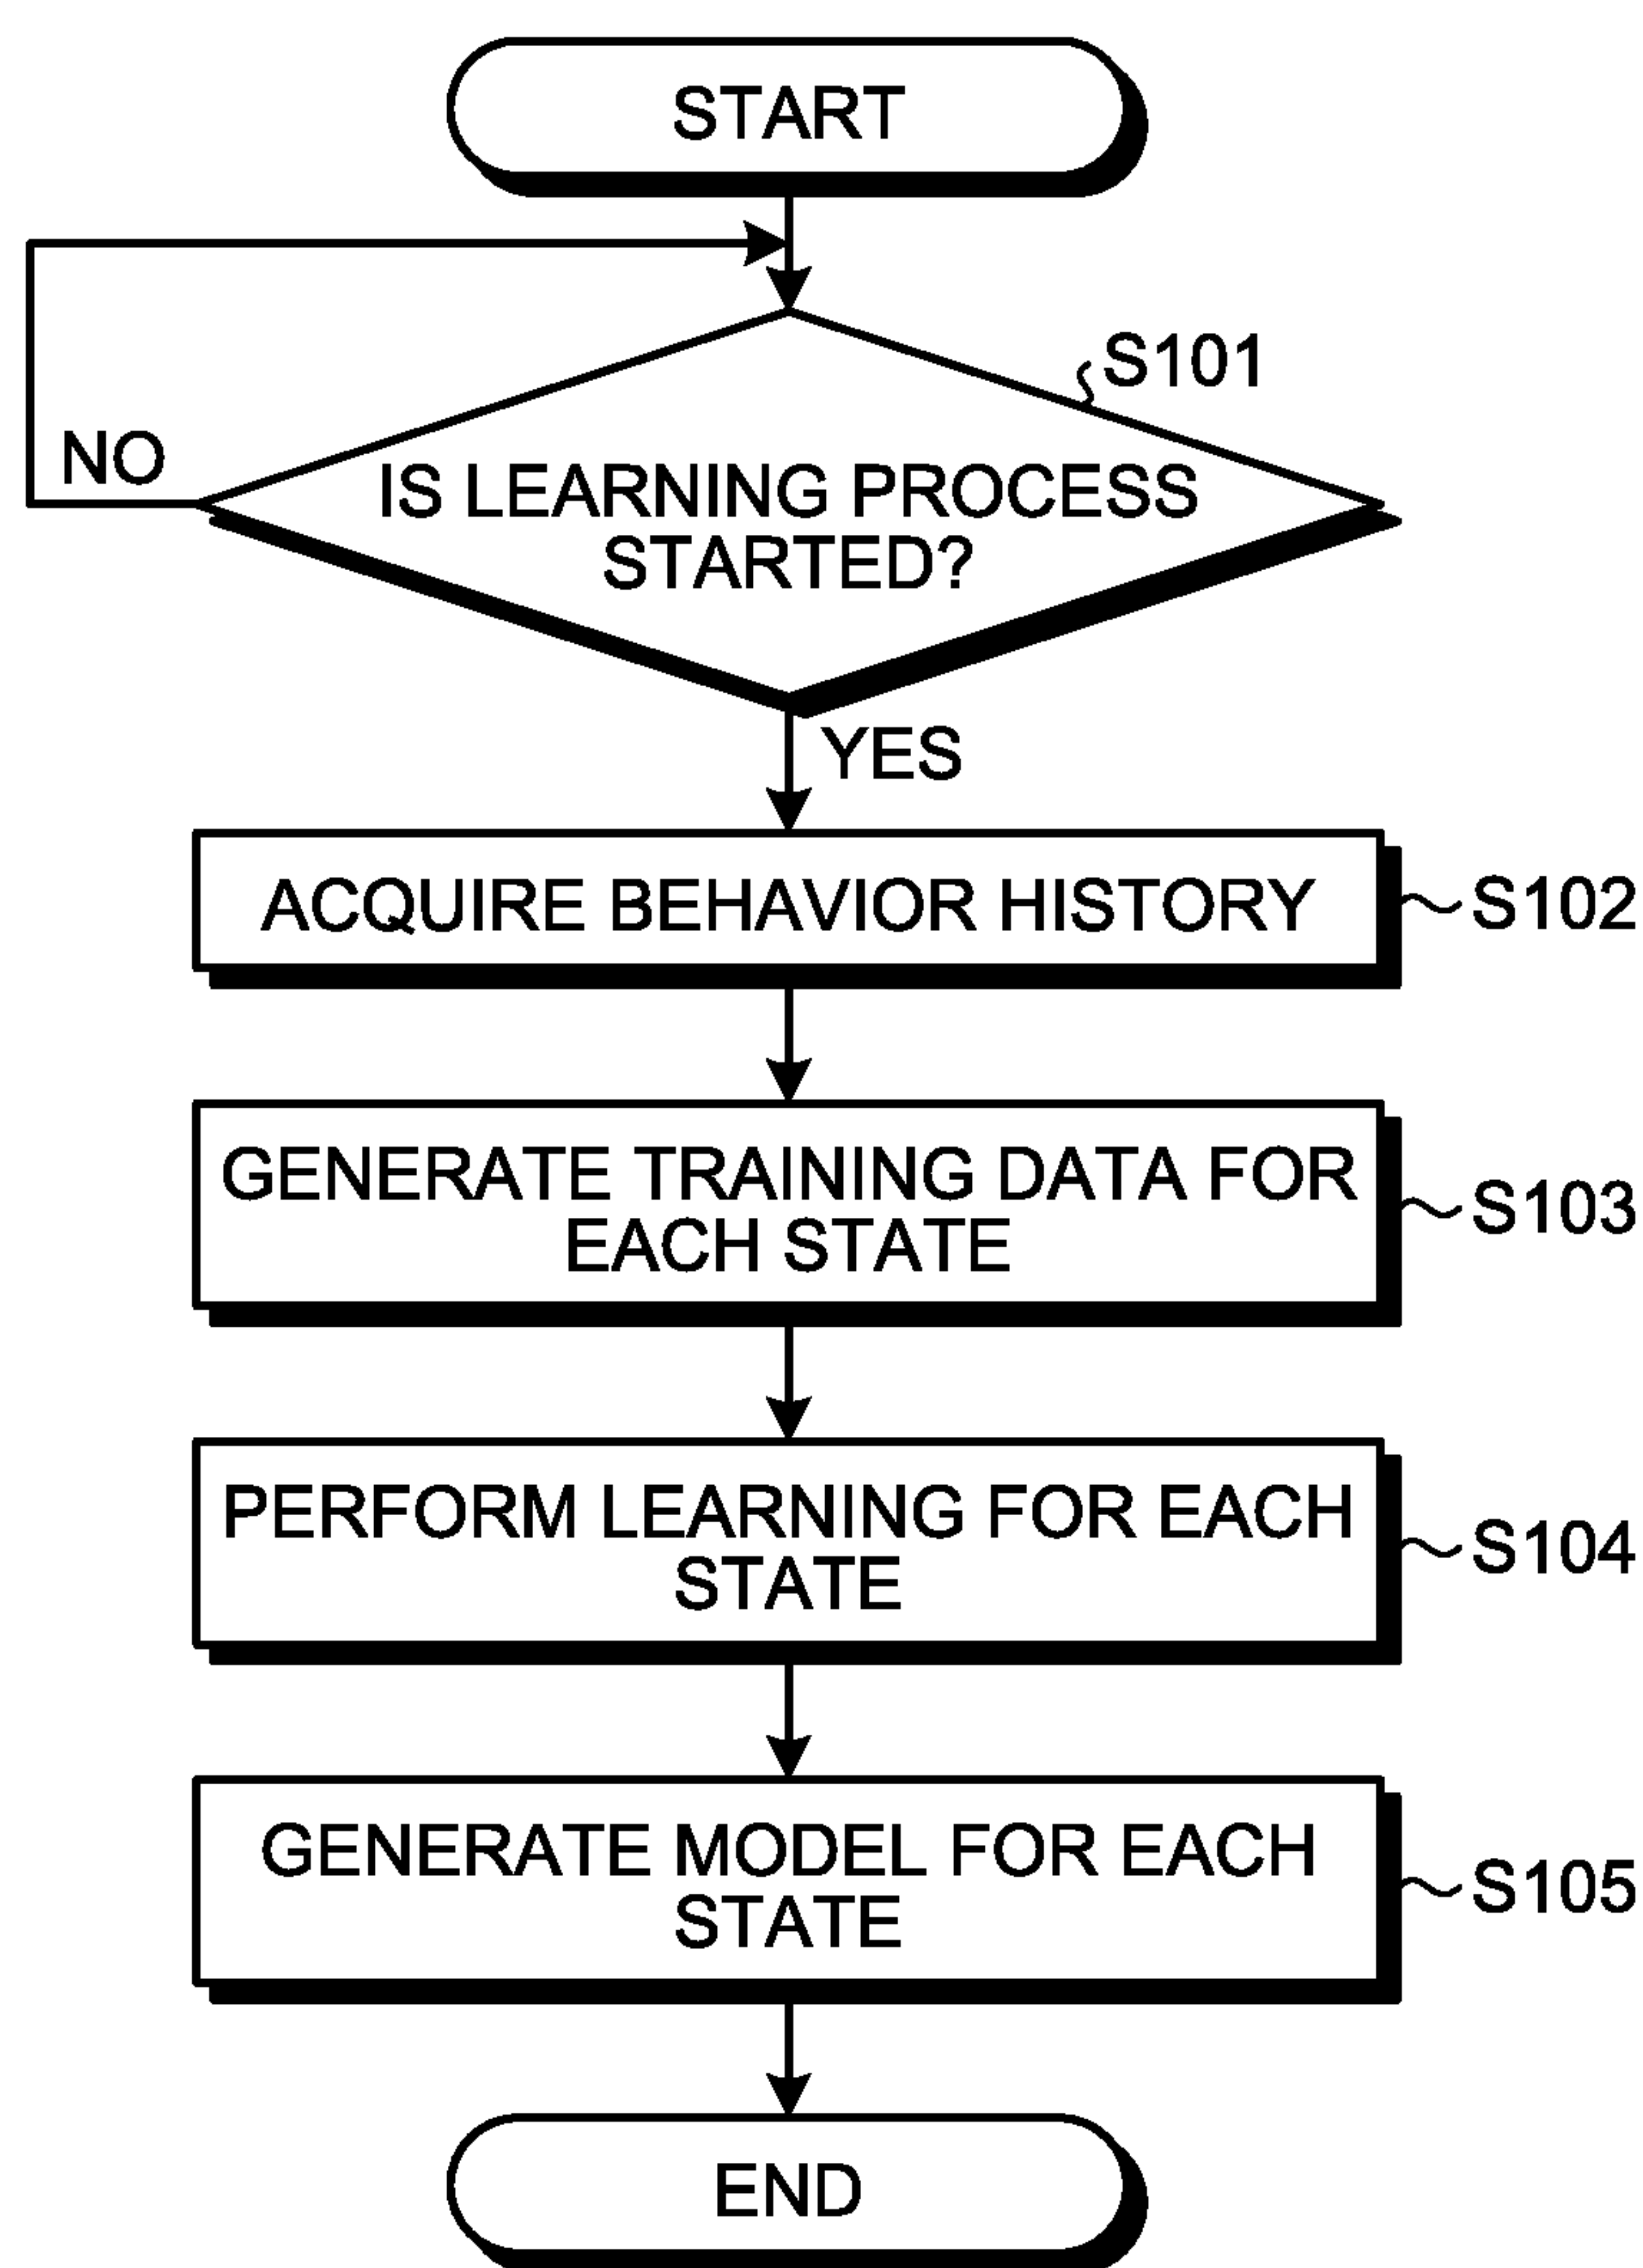 START
S101
NO
IS LEARNING PROCESS
STARTED?
YES
ACQUIRE BEHAVIOR HISTORY
S102
GENERATE TRAINING DATA FOR
EACH STATE
S103
PERFORM LEARNING FOR EACH
STATE
S104
GENERATE MODEL FOR EACH
STATE
S105
END